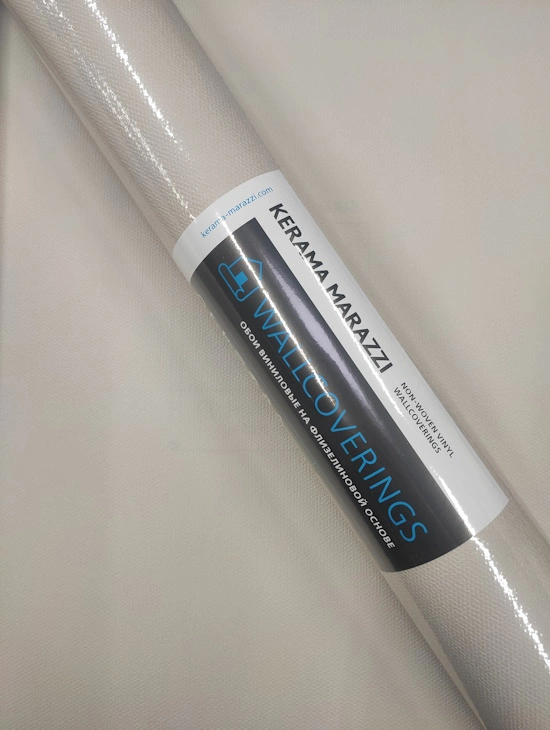 kerama-marazzi.com
KERAMA MARAZZI
NON-WOVEN VINYL
WALLCOVERINGS
WALLCOVERINGS
ОБОИ ВИНИЛОВЫЕ НА ФЛИЗЕЛИНОВОЙ ОСНОВЕ